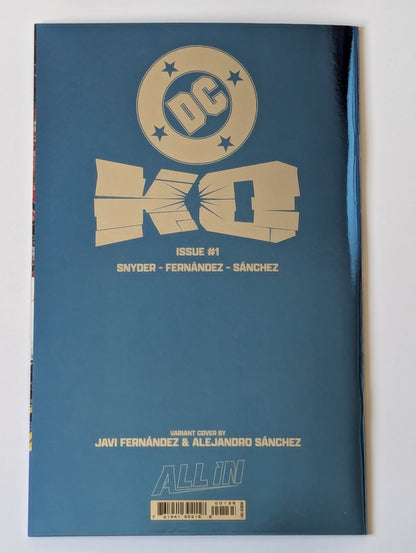 DC
KO
ISSUE #1
SNYDER - FERNÁNDEZ - SÁNCHEZ
VARIANT COVER BY
JAVI FERNÁNDEZ & ALEJANDRO SÁNCHEZ
ALL IN